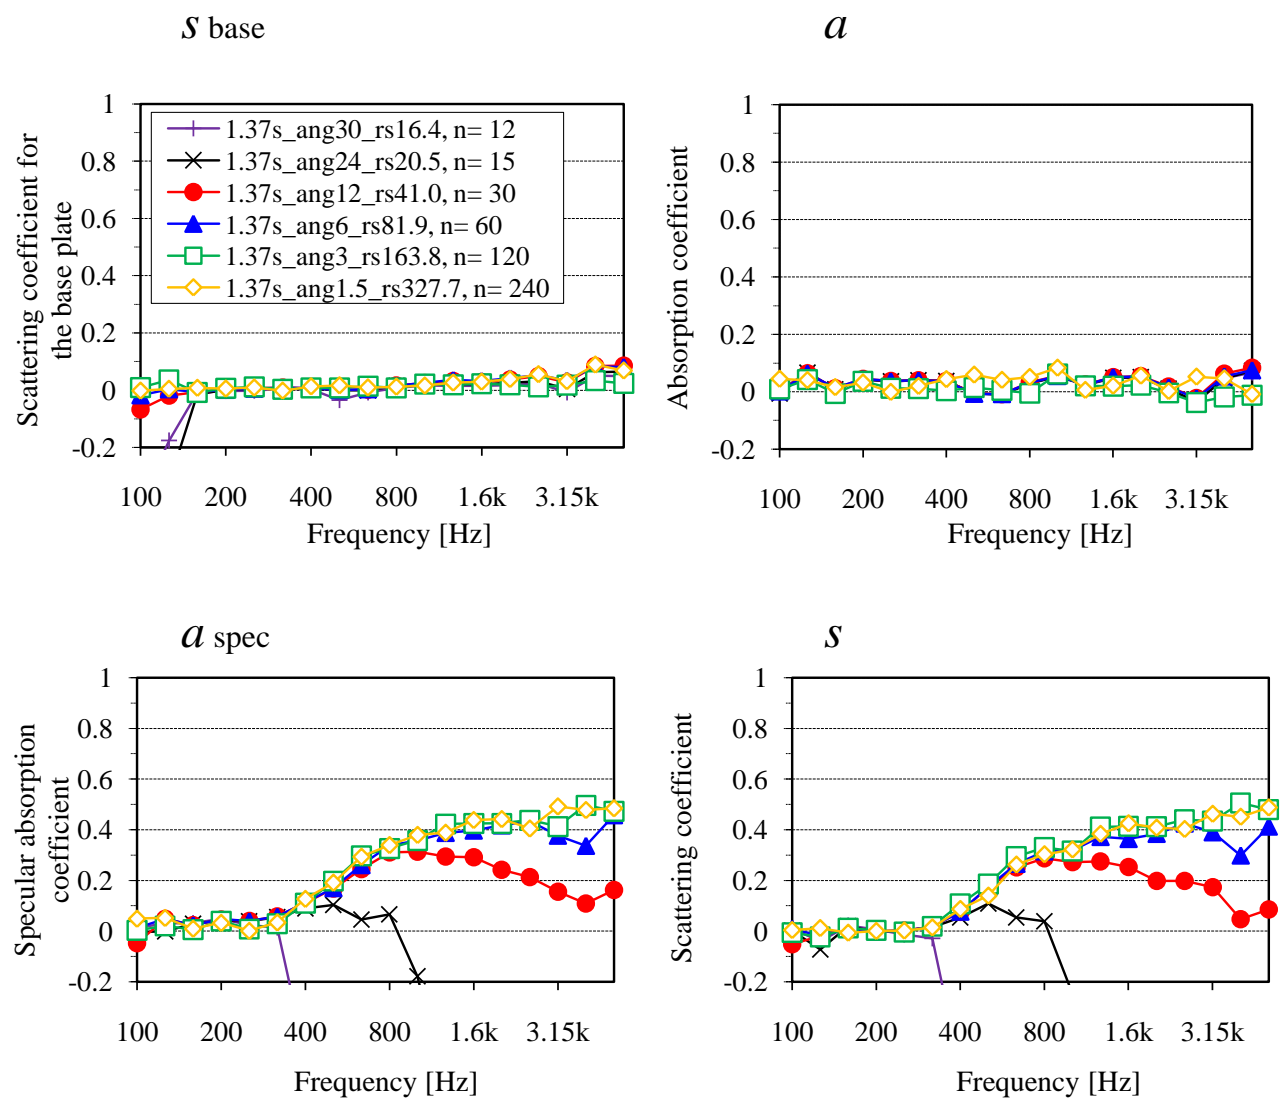 s base
a
Scattering coefficient for
the base plate
1
0.8
0.6
0.4
0.2
0
-0.2
1.37s_ang30_rs16.4, n= 12
1.37s_ang24_rs20.5, n= 15
1.37s_ang12_rs41.0, n= 30
1.37s_ang6_rs81.9, n= 60
1.37s_ang3_rs163.8, n= 120
1.37s_ang1.5_rs327.7, n= 240
100 200 400 800 1.6k 3.15k
Frequency [Hz]
Absorption coefficient
1
0.8
0.6
0.4
0.2
0
-0.2
100 200 400 800 1.6k 3.15k
Frequency [Hz]
a spec
s
Specular absorption
coefficient
1
0.8
0.6
0.4
0.2
0
-0.2
100 200 400 800 1.6k 3.15k
Frequency [Hz]
Scattering coefficient
1
0.8
0.6
0.4
0.2
0
-0.2
100 200 400 800 1.6k 3.15k
Frequency [Hz]